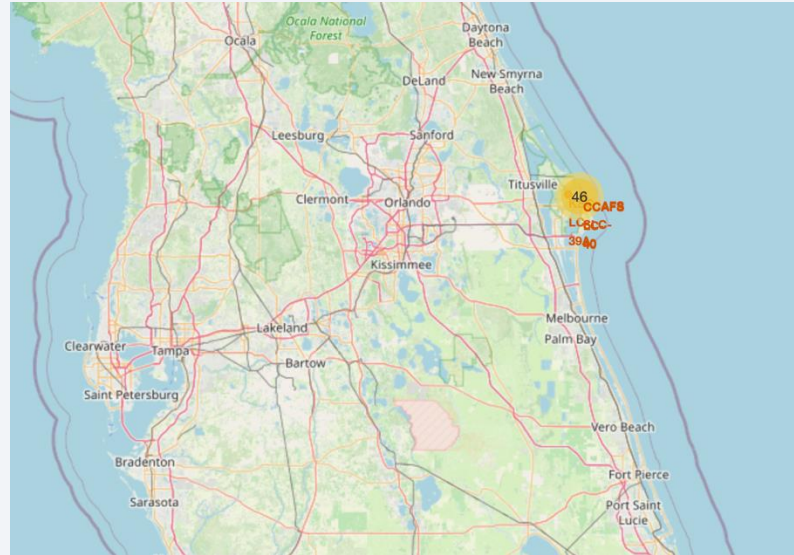 Ocala National
Forest
Ocala
Daytona
Beach
DeLand
New Smyrna
Beach
Leesburg
Sanford
Titusville
46
CCAFS
Clermont
Orlando
Kissimmee
Melbourne
Palm Bay
Lakeland
Clearwater
Tampa
Bartow
Saint Petersburg
Vero Beach
Bradenton
Fort Pierce
Sarasota
Port Saint
Lucie